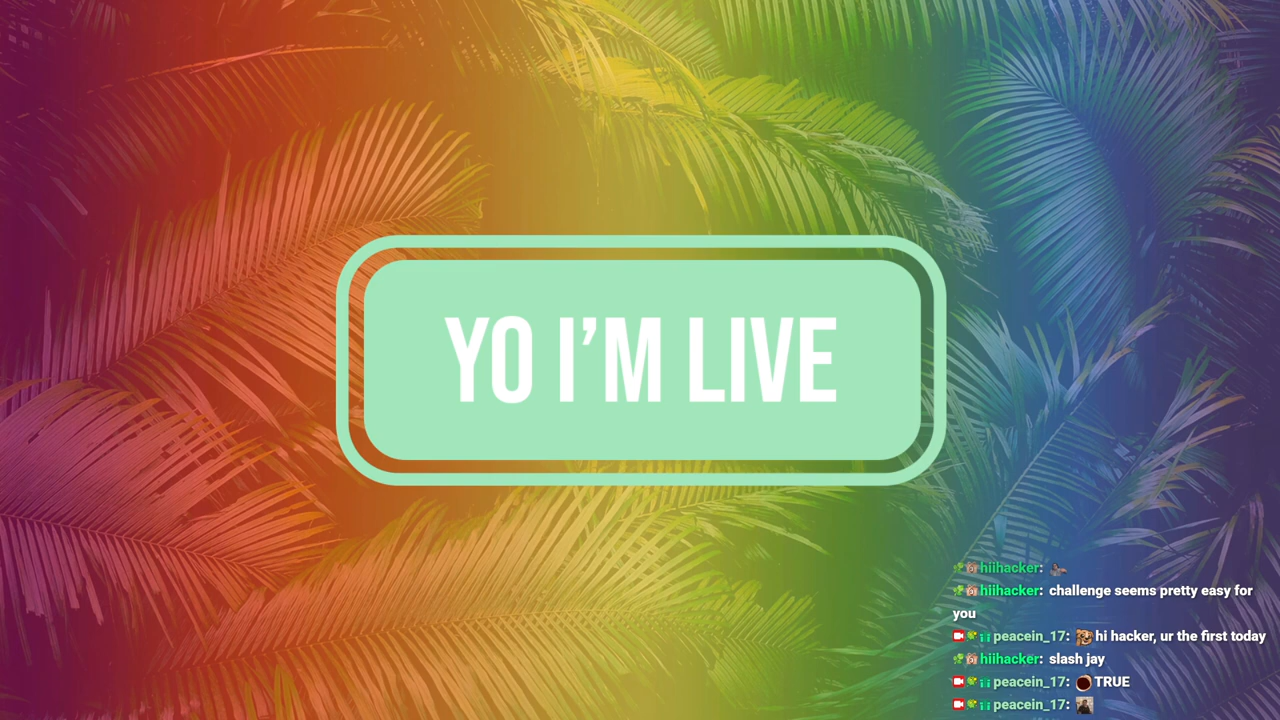 YO I’M LIVE
hiihacker:
hiihacker: challenge seems pretty easy for
you
peacein_17: hi hacker, ur the first today
hiihacker: slash jay
peacein_17: TRUE
peacein_17: